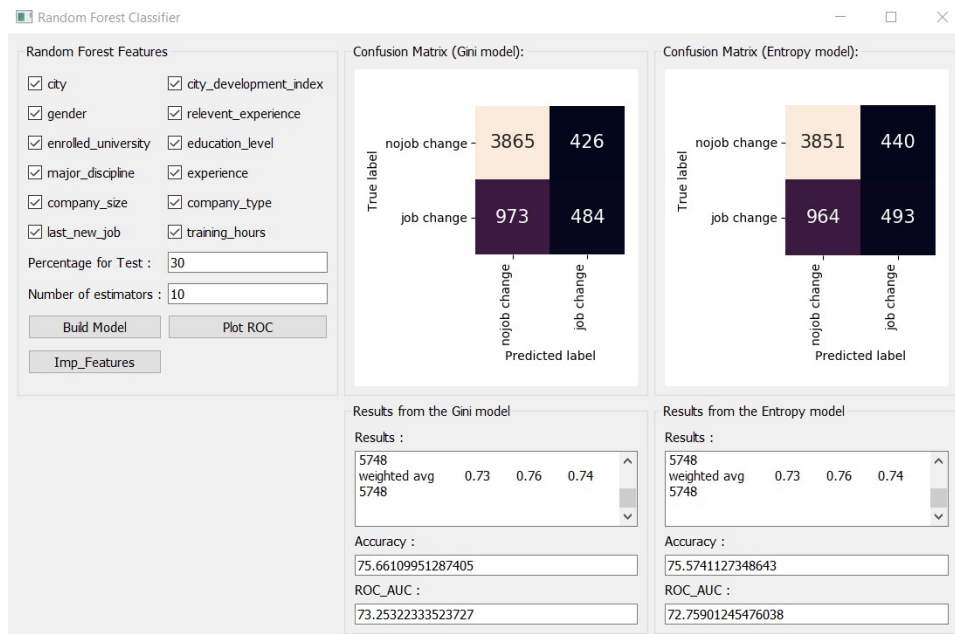 Random Forest Classifier
Random Forest Features
city
city_development_index
gender
relevent_experience
enrolled_university
education_level
major_discipline
experience
company_size
company_type
last_new_job
training_hours
Percentage for Test :
30
Number of estimators :
10
Build Model
Plot ROC
Imp_Features
Confusion Matrix (Gini model):
True label
nojob change
3865 426
job change
973 484
nojob change
job change
Predicted label
Confusion Matrix (Entropy model):
True label
nojob change
3851 440
job change
964 493
nojob change
job change
Predicted label
Results from the Gini model
Results :
5748
weighted avg 0.73 0.76 0.74
5748
Accuracy :
75.66109951287405
ROC_AUC :
73.25322333523727
Results from the Entropy model
Results :
5748
weighted avg 0.73 0.76 0.74
5748
Accuracy :
75.5741127348643
ROC_AUC :
72.75901245476038